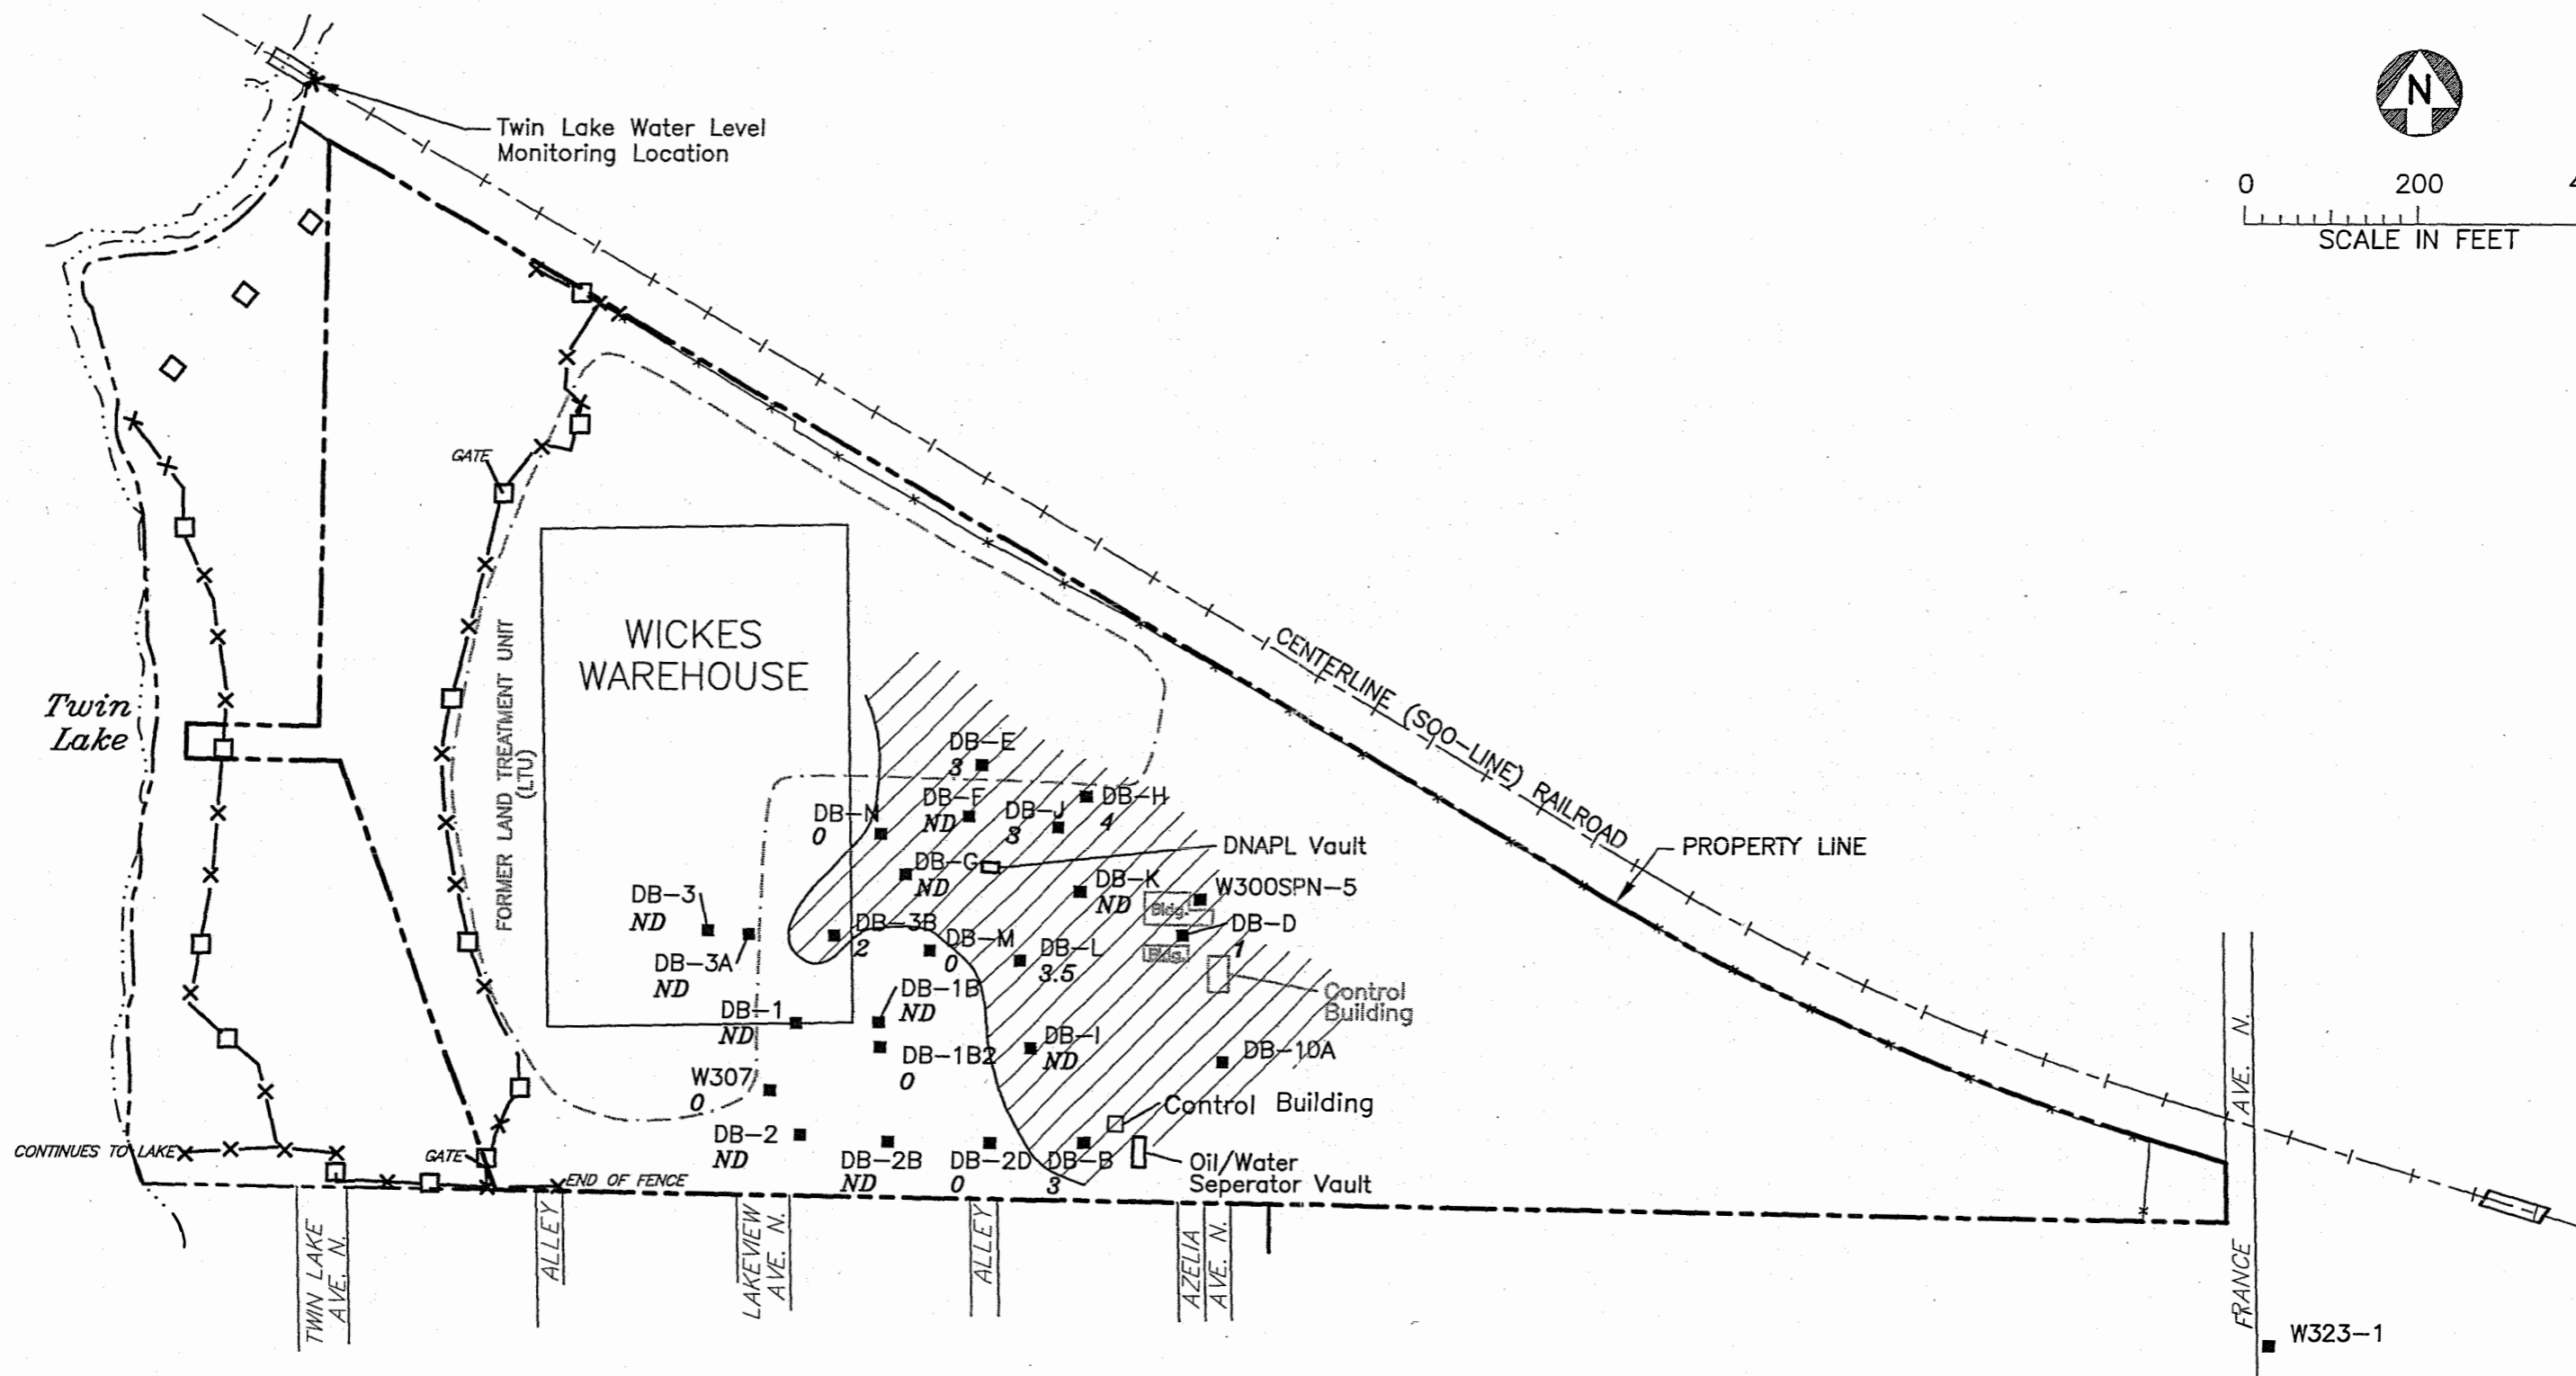 N
0 200 4
SCALE IN FEET
Twin Lake Water Level
Monitoring Location
GATE
FORMER LAND TREATMENT UNIT
(LTU)
WICKES
WAREHOUSE
Twin
Lake
CENTERLINE (SOO-LINE) RAILROAD
PROPERTY LINE
DB-E
3
DB-N
0
DB-F
ND
DB-J
3
DB-H
4
DNAPL Vault
DB-G
ND
DB-K
ND
Bldg.
W300SPN-5
DB-D
1
Bldg.
DB-3
ND
DB-3A
ND
DB-3B
2
DB-M
0
DB-L
3.5
Control
Building
DB-1B
ND
DB-1
ND
DB-1B2
0
DB-I
ND
DB-10A
W307
0
Control Building
DB-2
ND
DB-2B
ND
DB-2D
0
DB-B
3
Oil/Water
Seperator Vault
CONTINUES TO LAKE
GATE
END OF FENCE
TWIN LAKE
AVE. N.
ALLEY
LAKEVIEW
AVE. N.
ALLEY
AZELIA
AVE. N.
FRANCE AVE. N.
W323-1